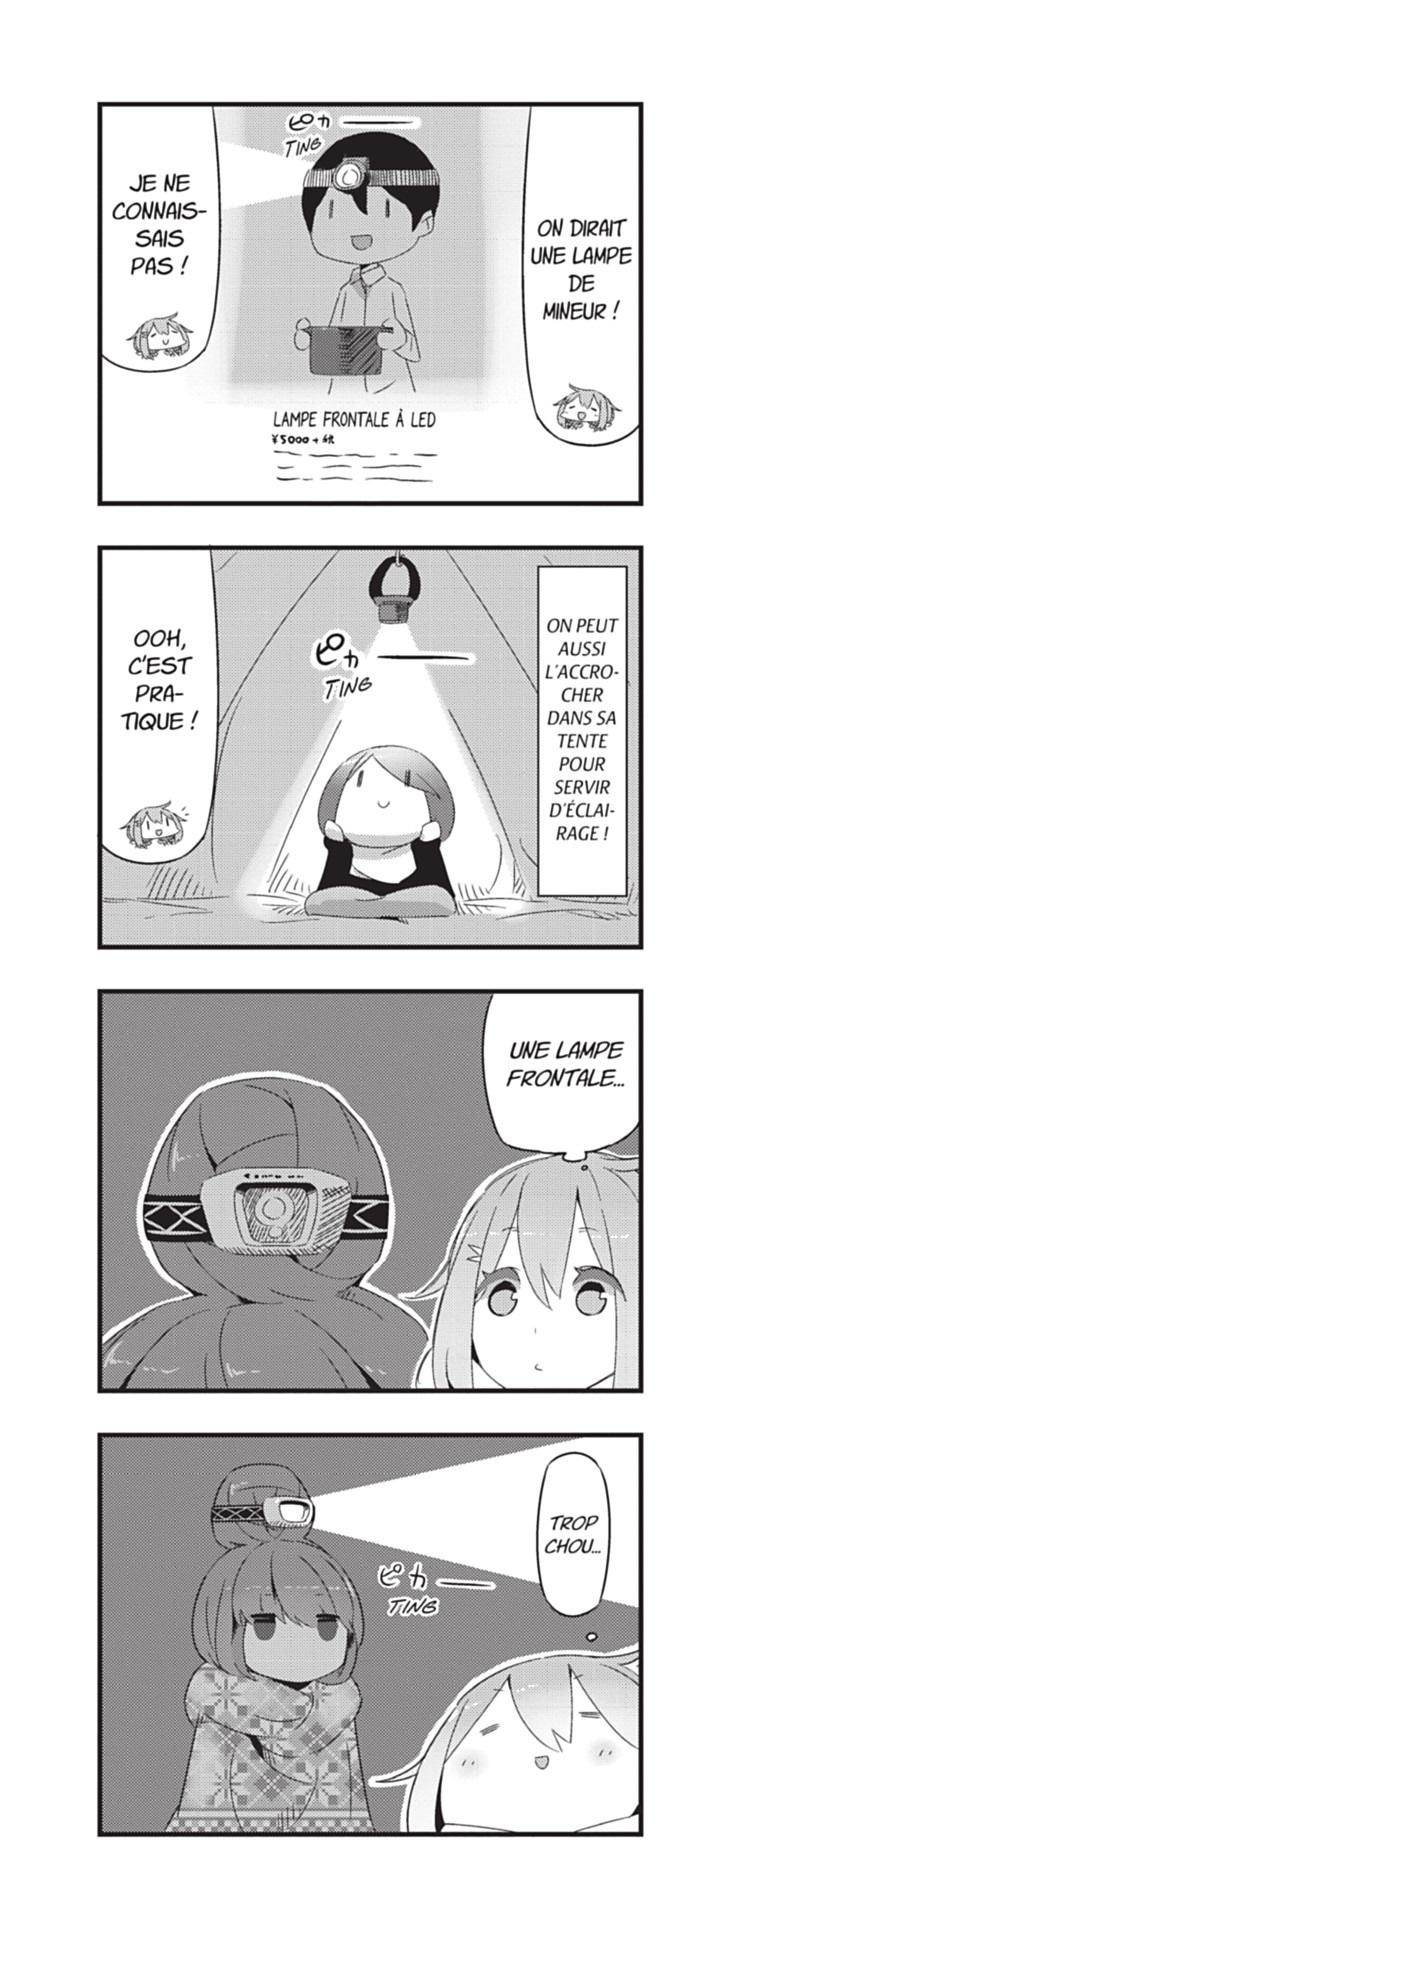 ON DIRAIT
UNE LAMPE
DE
MINEUR !
ピカ
TING
JE NE
CONNAIS-
SAIS
PAS !
LAMPE FRONTALE À LED
¥5000 + 税
ON PEUT
AUSSI
L'ACCRO-
CHER
DANS SA
TENTE
POUR
SERVIR
D'ÉCLAI-
RAGE !
ピカ
TING
OOH,
C'EST
PRA-
TIQUE !
UNE LAMPE
FRONTALE...
TROP
CHOU...
ピカ
TING